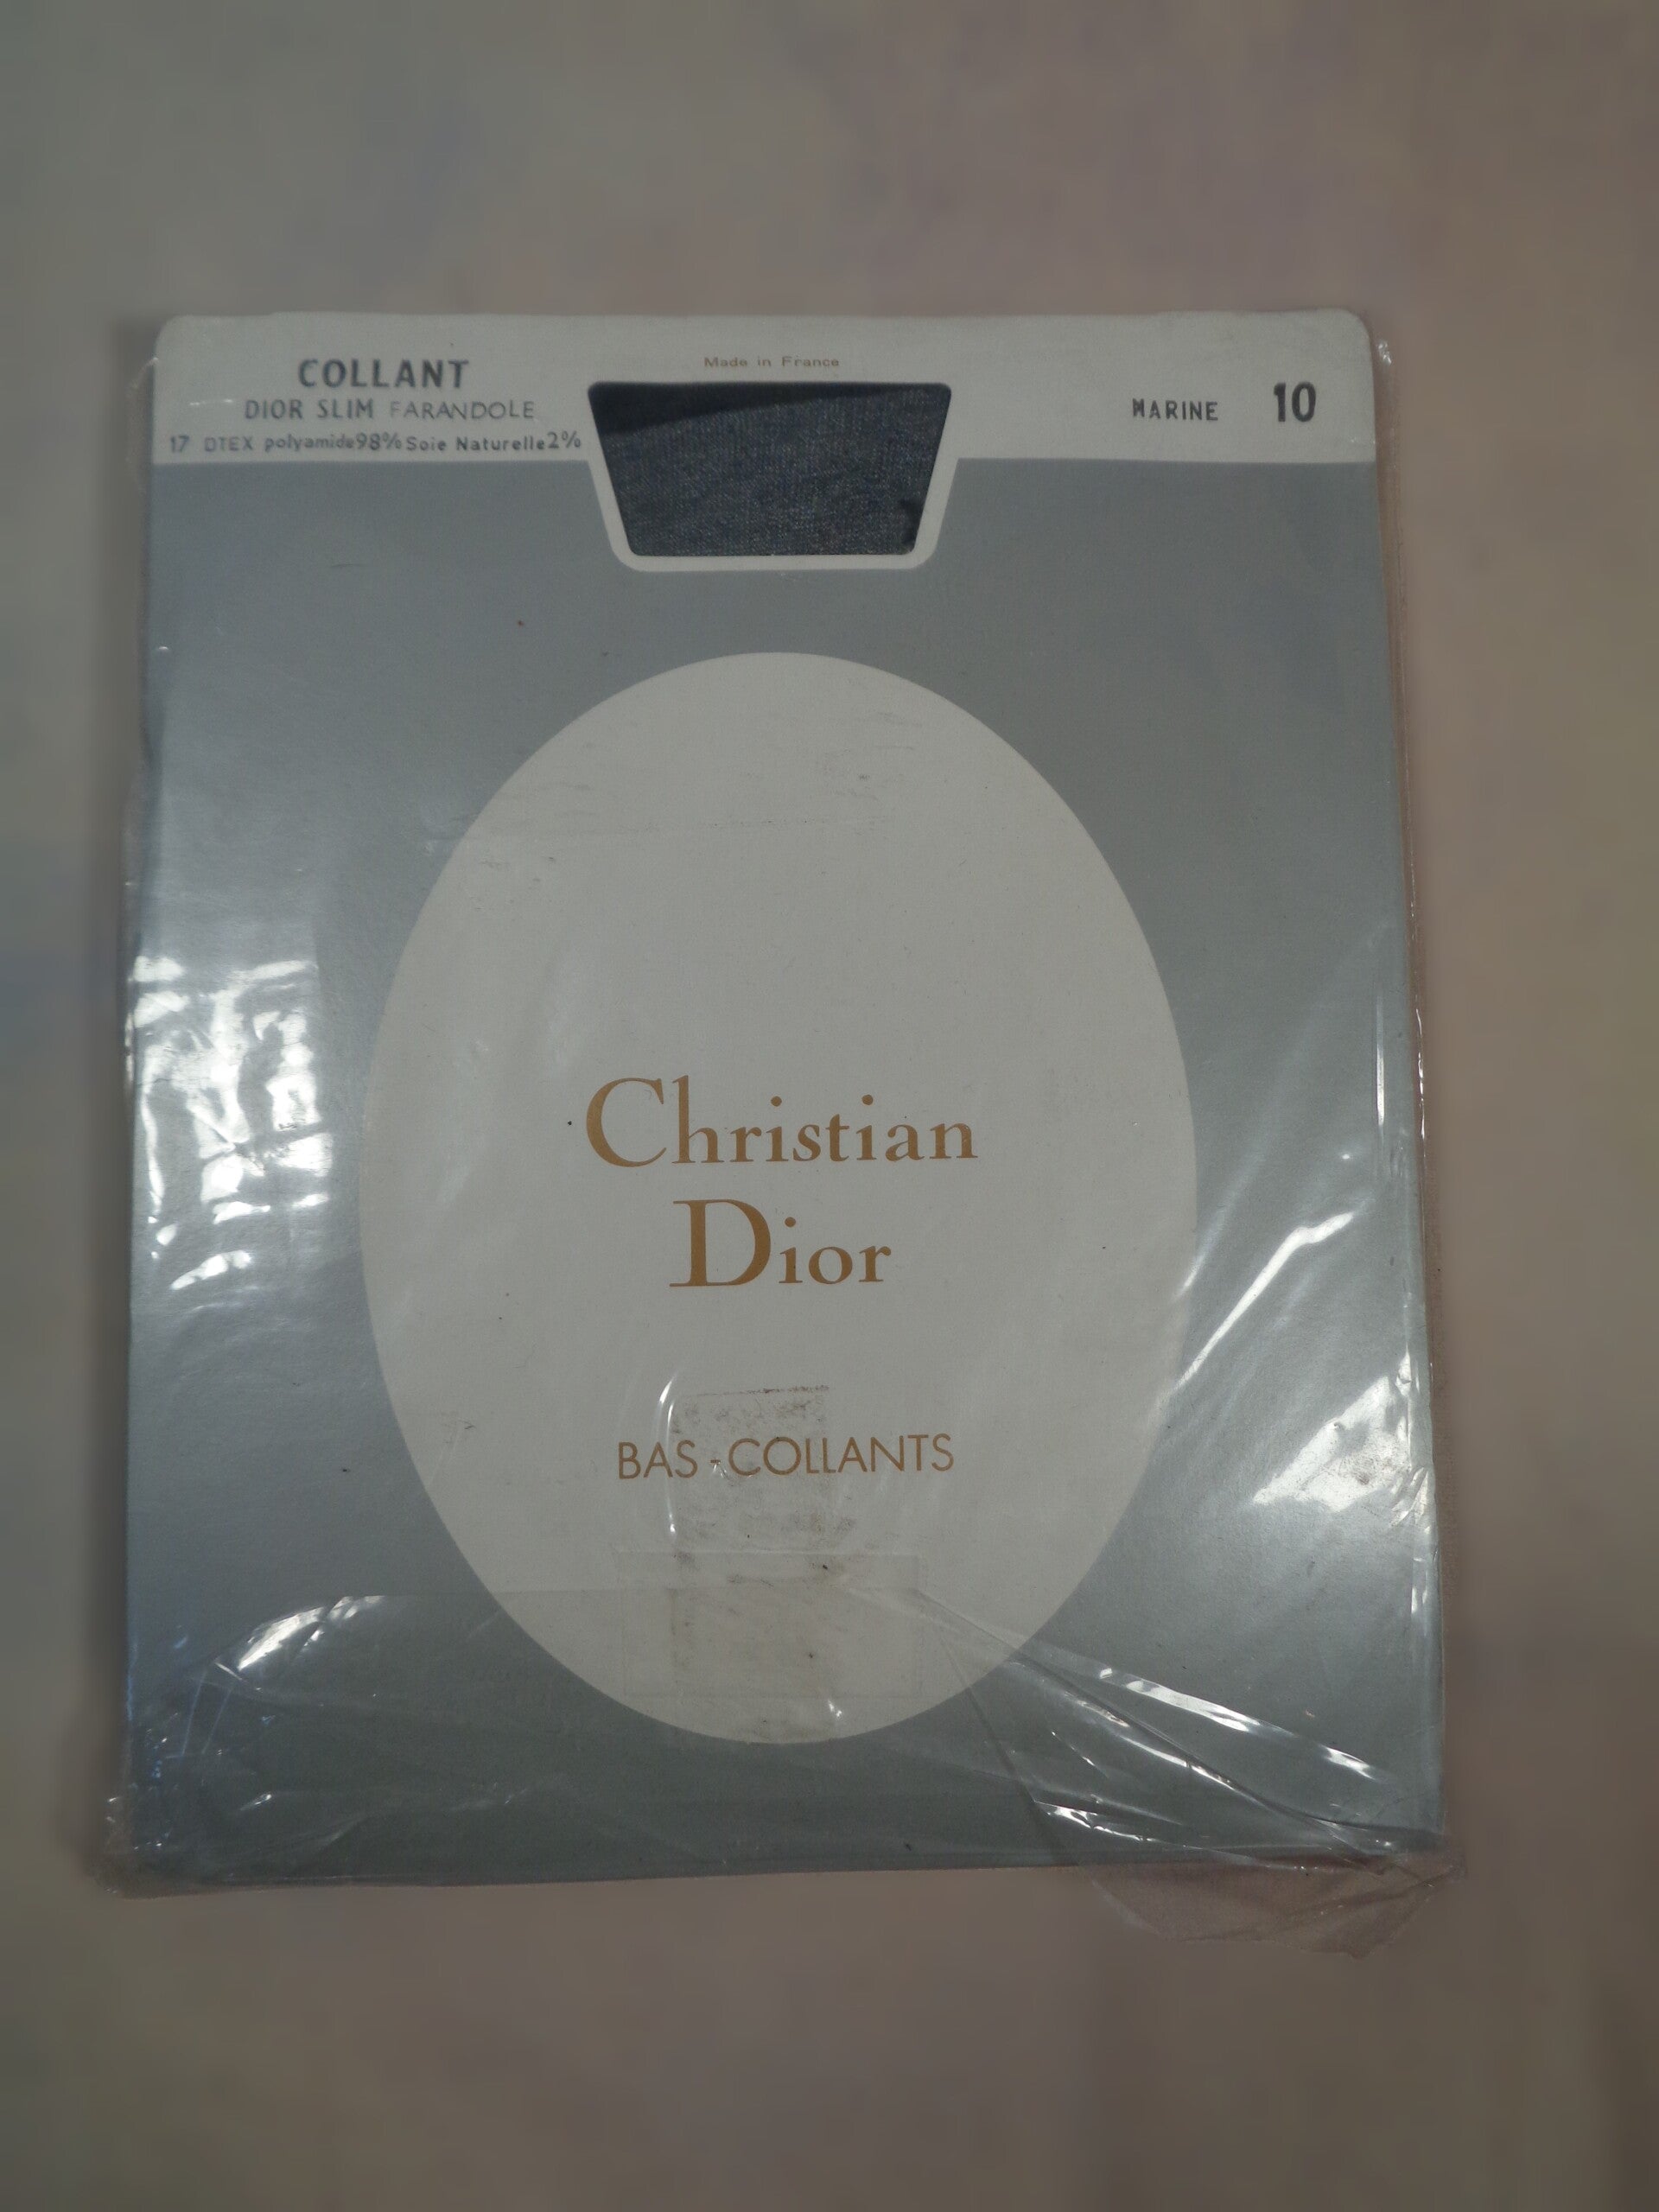 Made in France
COLLANT
DIOR SLIM FARANDOLE
17 DTEX polyamide98% Soie Naturelle2%
MARINE 10
Christian
Dior
BAS-COLLANTS